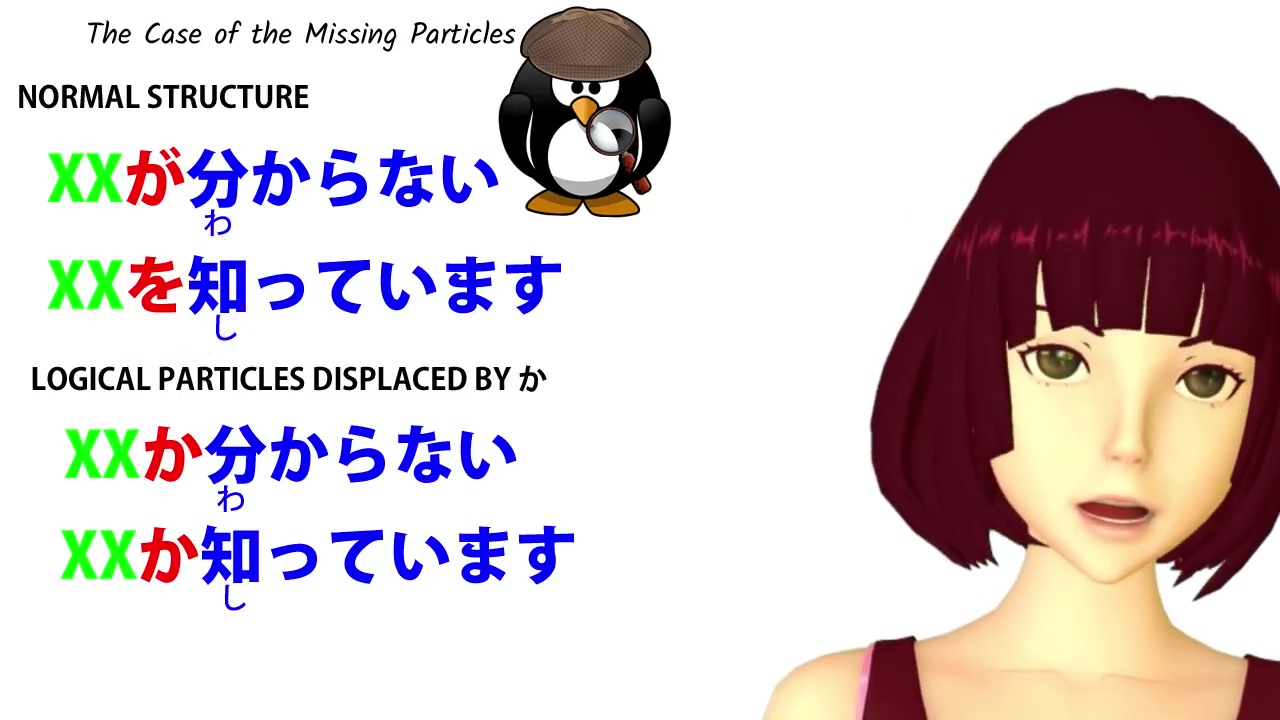 The Case of the Missing Particles
NORMAL STRUCTURE
XXが分からない
わ
XXを知っています
し
LOGICAL PARTICLES DISPLACED BY か
XXか分からない
わ
XXか知っています
し